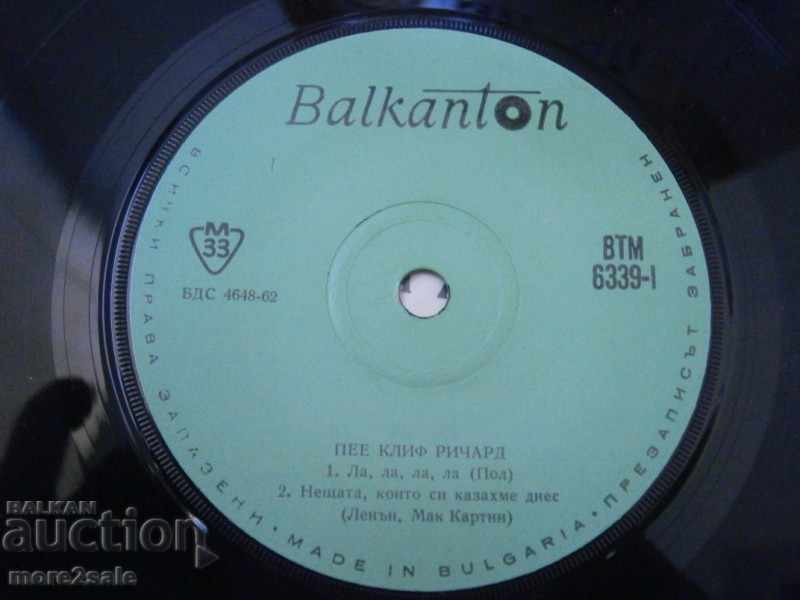 Balkanton
М
33
БДС 4648-62
ВТМ
6339-I
ПЕЕ КЛИФ РИЧАРД
1. Ла, ла, ла, ла (Пол)
2. Нещата, които си казахме днес
(Ленън, Мак Картни)
ВСИЧКИ ПРАВА ЗАПАЗЕНИ • MADE IN BULGARIA • ПРЕЗАПИСЪТ ЗАБРАНЕН
BALKAN
auction
more2sale